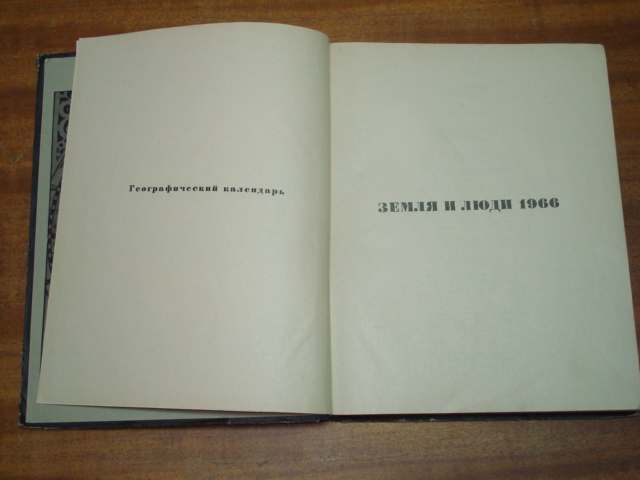 Географический календарь
ЗЕМЛЯ И ЛЮДИ 1966